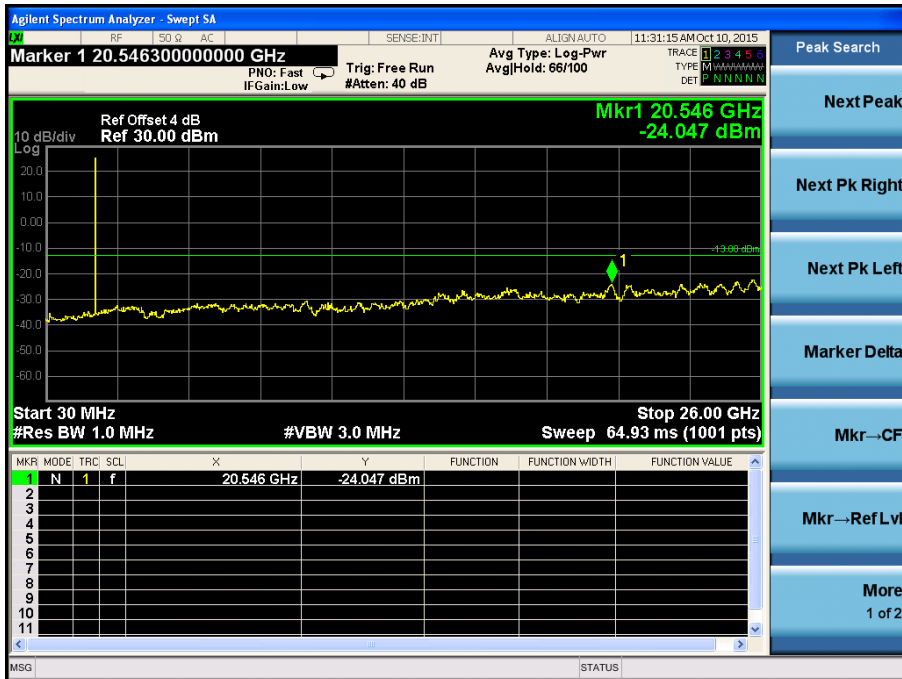 Agilent Spectrum Analyzer - Swept SA
LXI RF 50 Ω AC SENSE:INT ALIGN AUTO 11:31:15 AM Oct 10, 2015
Marker 1 20.546300000000 GHz
PNO: Fast
IFGain:Low
Trig: Free Run
#Atten: 40 dB
Avg Type: Log-Pwr
Avg|Hold: 66/100
TRACE 1 2 3 4 5 6
TYPE M WWWWW
DET P N N N N N
Mkr1 20.546 GHz
-24.047 dBm
Ref Offset 4 dB
10 dB/div Ref 30.00 dBm
Log
20.0
10.0
0.00
-10.0
-13.00 dBm
1
-20.0
-30.0
-40.0
-50.0
-60.0
Start 30 MHz Stop 26.00 GHz
#Res BW 1.0 MHz #VBW 3.0 MHz Sweep 64.93 ms (1001 pts)
MKR MODE TRC SCL X Y FUNCTION FUNCTION WIDTH FUNCTION VALUE
1 N 1 f 20.546 GHz -24.047 dBm
2
3
4
5
6
7
8
9
10
11
MSG STATUS
Peak Search
Next Peak
Next Pk Right
Next Pk Left
Marker Delta
Mkr→CF
Mkr→Ref Lvl
More
1 of 2